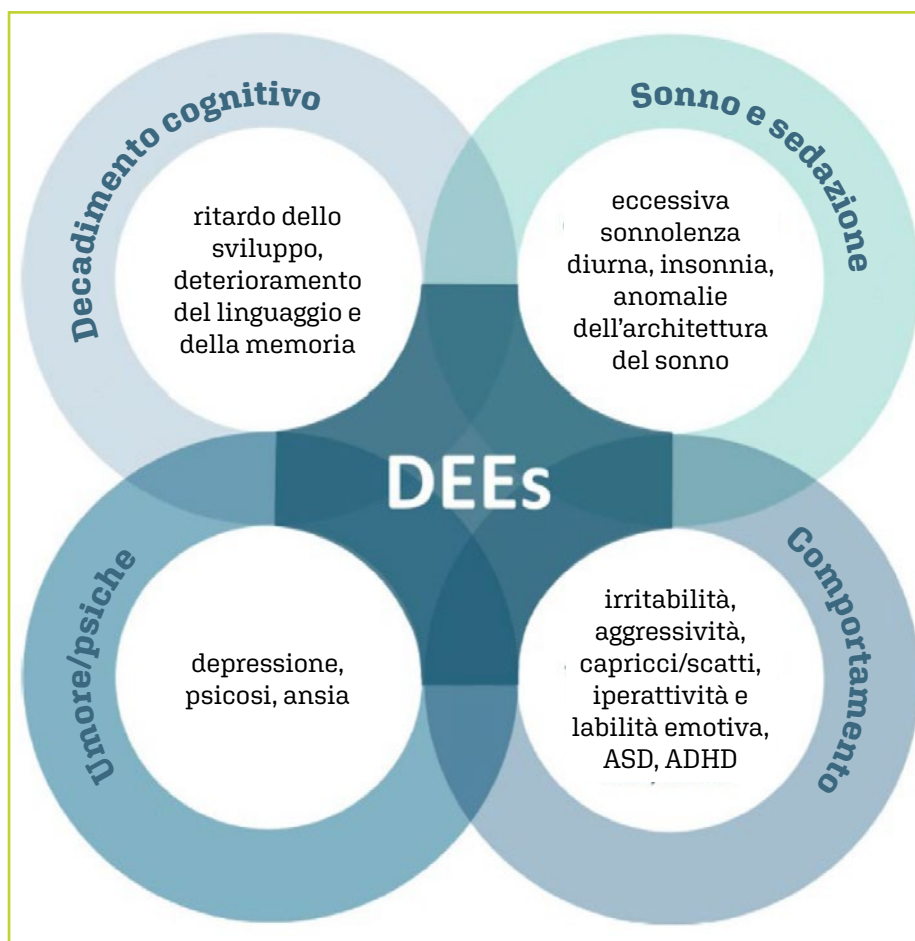 Decadimento cognitivo
ritardo dello
sviluppo,
deterioramento
del linguaggio e
della memoria
Sonno e sedazione
eccessiva
sonnolenza
diurna, insonnia,
anomalie
dell'architettura
del sonno
DEEs
Umore/psiche
depressione,
psicosi, ansia
Comportamento
irritabilità,
aggressività,
capricci/scatti,
iperattività e
labilità emotiva,
ASD, ADHD